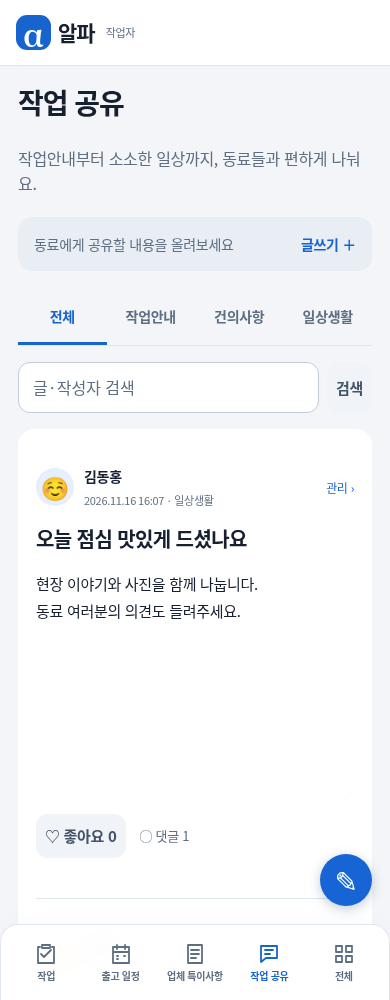 α 알파 작업자
작업 공유
작업안내부터 소소한 일상까지, 동료들과 편하게 나눠
요.
동료에게 공유할 내용을 올려보세요 글쓰기 +
전체 작업안내 건의사항 일상생활
글·작성자 검색 검색
김동홍
2026.11.16 16:07 · 일상생활 관리 ›
오늘 점심 맛있게 드셨나요
현장 이야기와 사진을 함께 나눕니다.
동료 여러분의 의견도 들려주세요.
♡ 좋아요 0 ○ 댓글 1
작업 출고 일정 업체 특이사항 작업 공유 전체